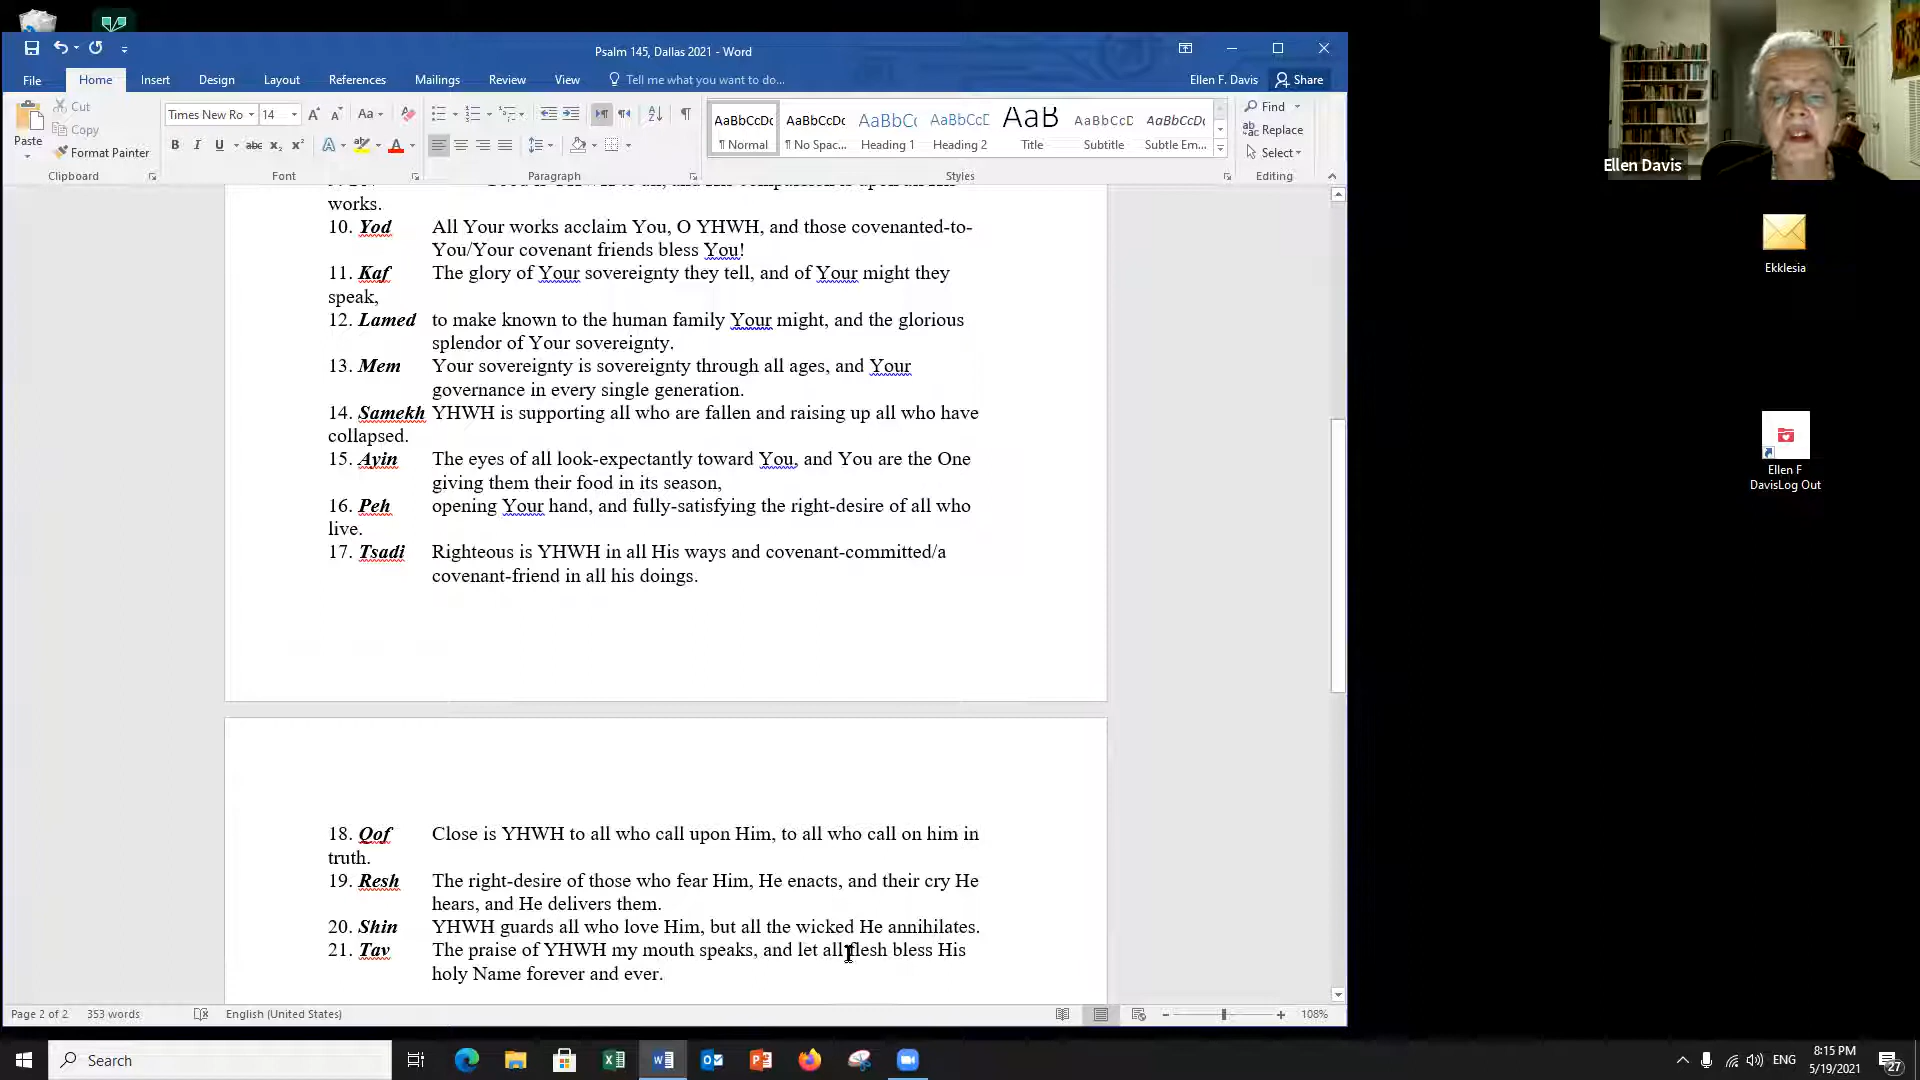 Psalm 145, Dallas 2021 - Word
File Home Insert Design Layout References Mailings Review View Tell me what you want to do... Ellen F. Davis Share
Cut
Copy
Paste
Format Painter
Clipboard
Times New Ro 14
Font
Paragraph
AaBbCcDc AaBbCcDc AaBbCc AaBbCcE AaB AaBbCcD AaBbCcDc
¶ Normal ¶ No Spac... Heading 1 Heading 2 Title Subtitle Subtle Em...
Styles
Find
Replace
Select
Editing
Ellen Davis
Ekklesia
Ellen F
DavisLog Out
works.
10. Yod All Your works acclaim You, O YHWH, and those covenanted-to-
You/Your covenant friends bless You!
11. Kaf The glory of Your sovereignty they tell, and of Your might they
speak,
12. Lamed to make known to the human family Your might, and the glorious
splendor of Your sovereignty.
13. Mem Your sovereignty is sovereignty through all ages, and Your
governance in every single generation.
14. Samekh YHWH is supporting all who are fallen and raising up all who have
collapsed.
15. Ayin The eyes of all look-expectantly toward You, and You are the One
giving them their food in its season,
16. Peh opening Your hand, and fully-satisfying the right-desire of all who
live.
17. Tsadi Righteous is YHWH in all His ways and covenant-committed/a
covenant-friend in all his doings.
18. Qof Close is YHWH to all who call upon Him, to all who call on him in
truth.
19. Resh The right-desire of those who fear Him, He enacts, and their cry He
hears, and He delivers them.
20. Shin YHWH guards all who love Him, but all the wicked He annihilates.
21. Tav The praise of YHWH my mouth speaks, and let all flesh bless His
holy Name forever and ever.
Page 2 of 2 353 words English (United States) 108%
Search
ENG
8:15 PM
5/19/2021
27